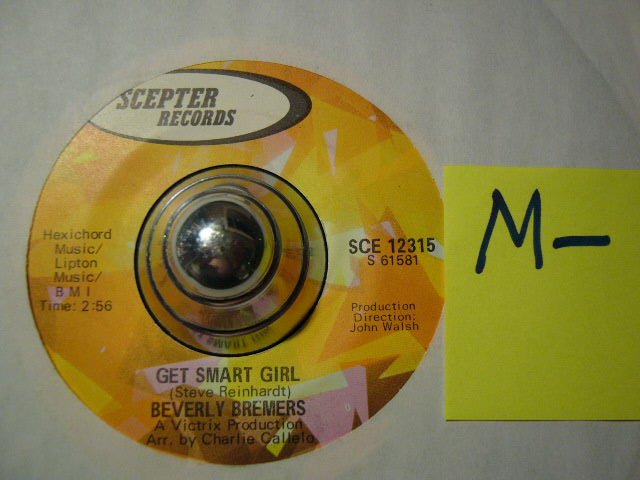 SCEPTER
RECORDS
Hexichord
Music/
Lipton
Music/
B M I
Time: 2:56
SCE 12315
S 61581
Production
Direction:
John Walsh
GET SMART GIRL
(Steve Reinhardt)
BEVERLY BREMERS
A Victrix Production
Arr. by Charlie Callelo
M-